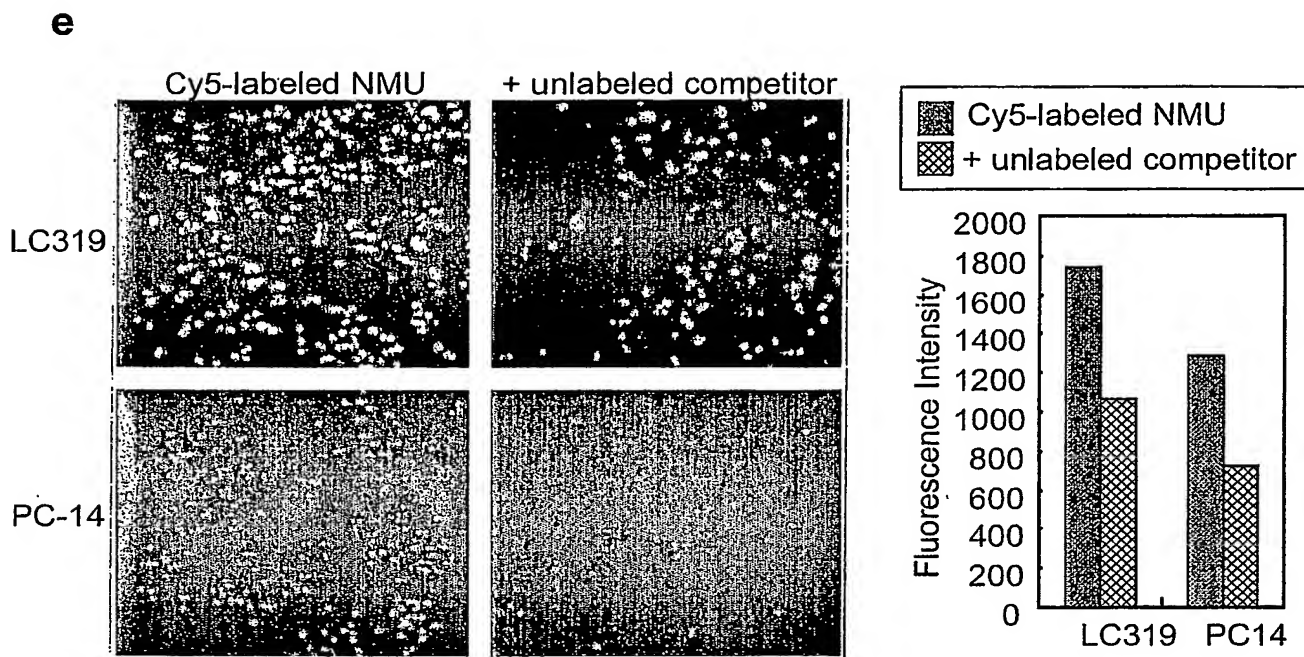 e
Cy5-labeled NMU
+ unlabeled competitor
LC319
PC-14
Cy5-labeled NMU
+ unlabeled competitor
Fluorescence Intensity
2000
1800
1600
1400
1200
1000
800
600
400
200
0
LC319
PC14